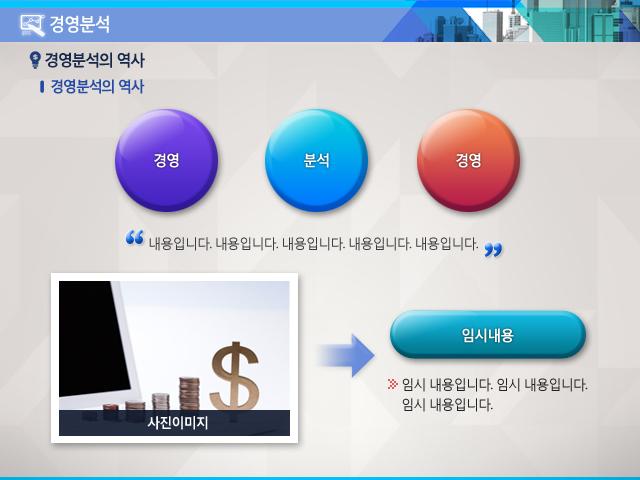 경영분석
경영분석의 역사
경영분석의 역사
경영
분석
경영
“ 내용입니다. 내용입니다. 내용입니다. 내용입니다. 내용입니다. ”
사진이미지
임시내용
임시 내용입니다. 임시 내용입니다.
임시 내용입니다.